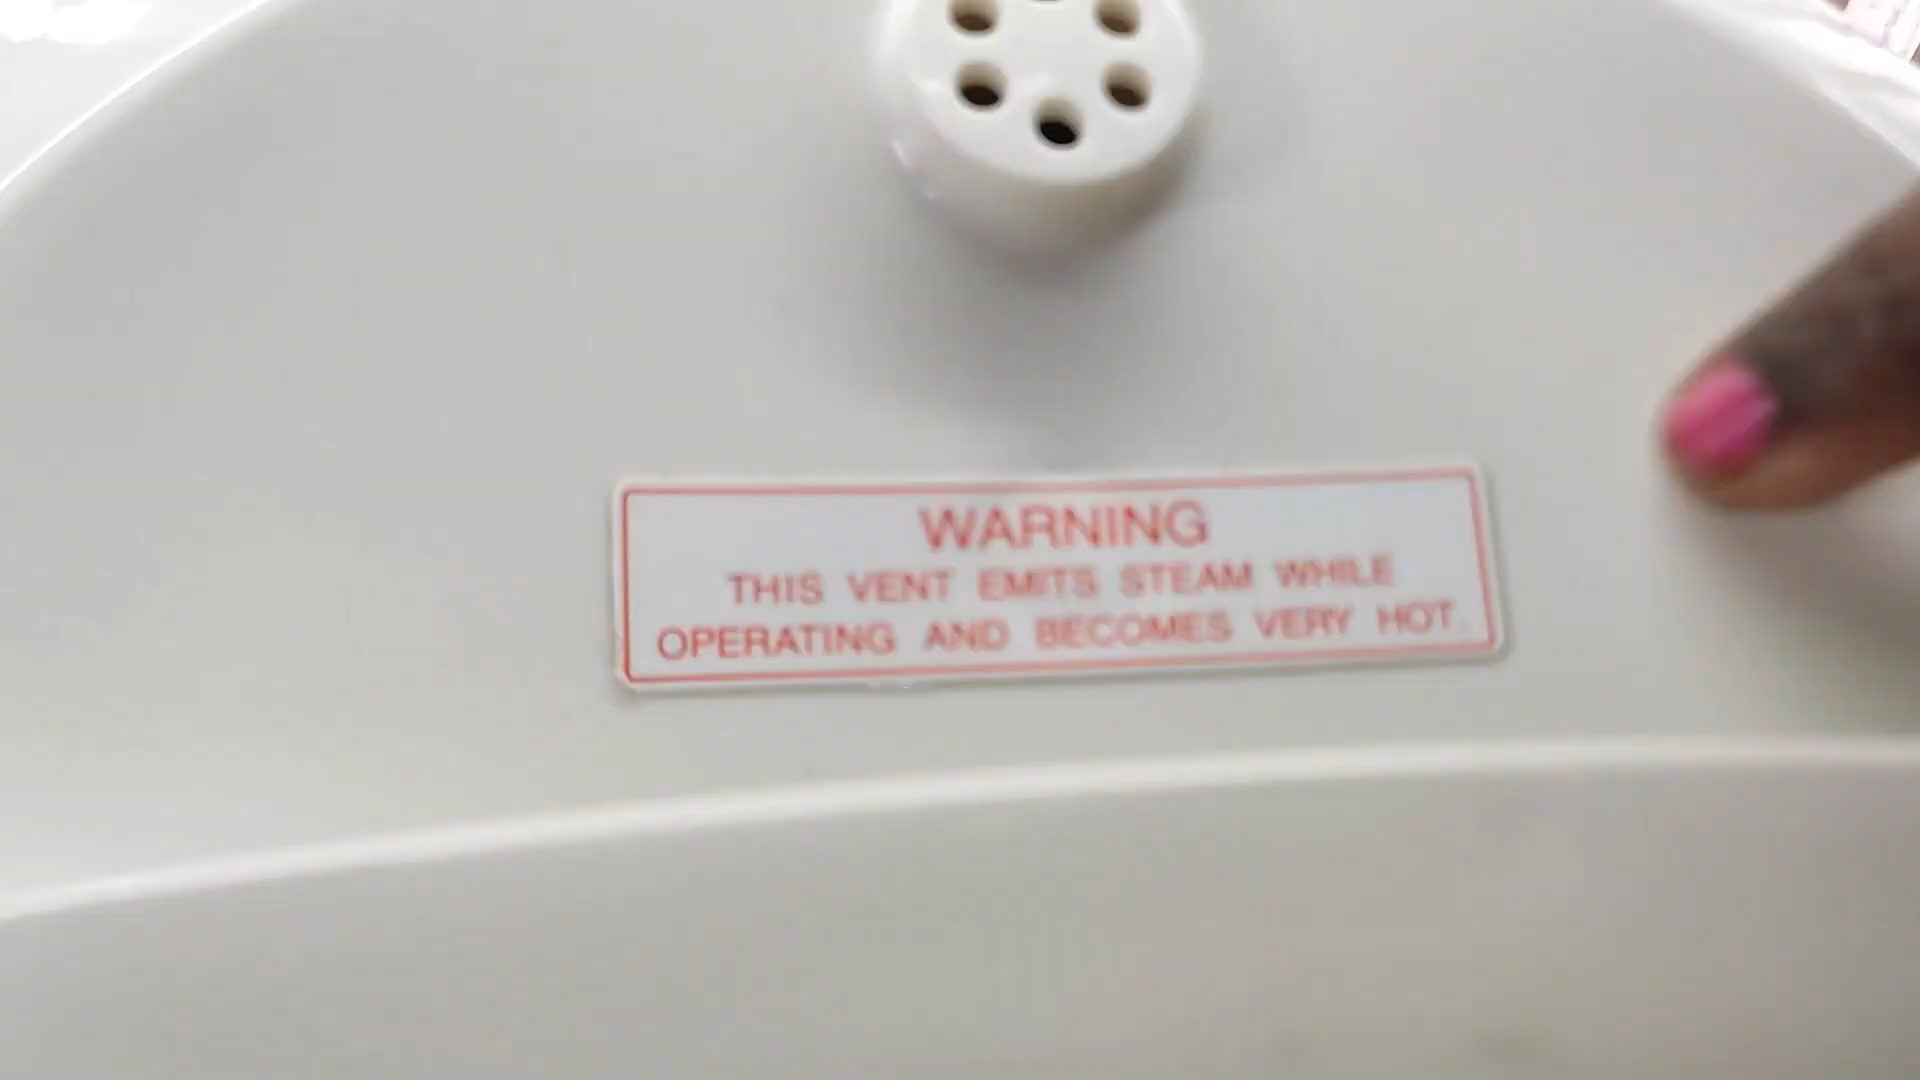 WARNING
THIS VENT EMITS STEAM WHILE
OPERATING AND BECOMES VERY HOT.